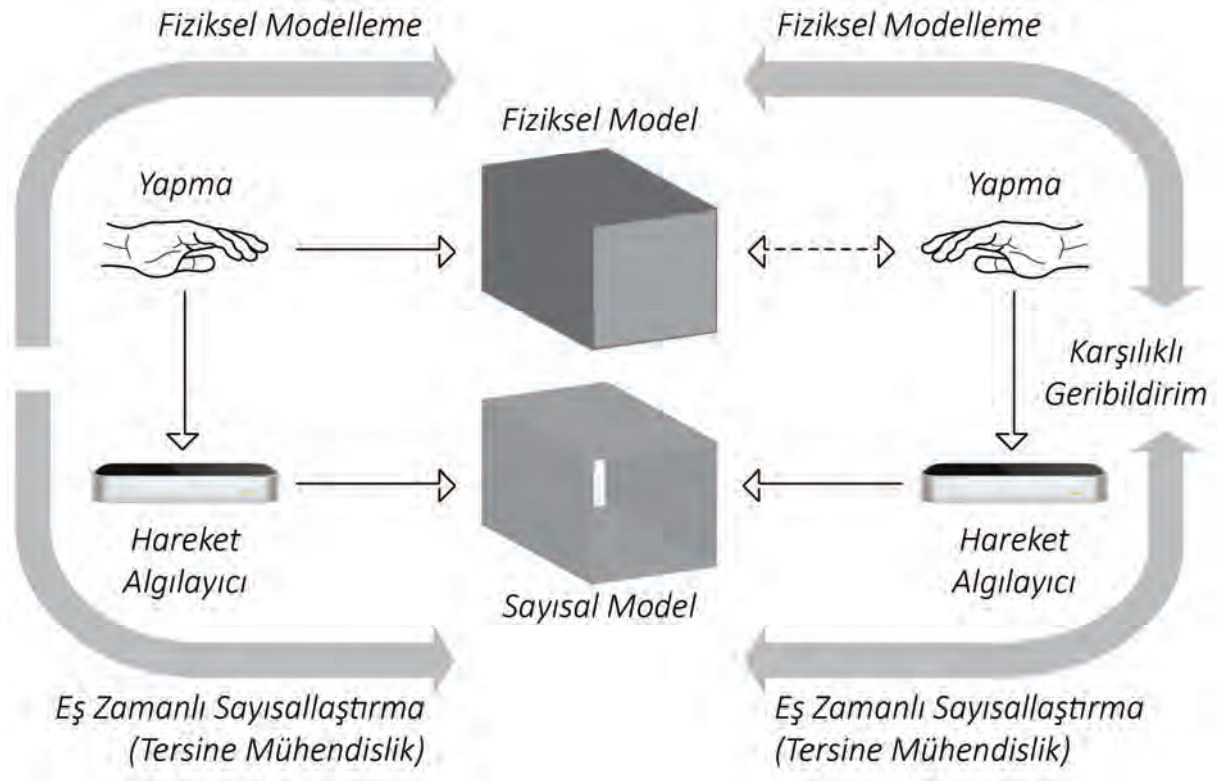 Fiziksel Modelleme
Fiziksel Modelleme
Fiziksel Model
Yapma
Yapma
Karşılıklı
Geribildirim
Hareket
Algılayıcı
Hareket
Algılayıcı
Sayısal Model
Eş Zamanlı Sayısallaştırma
(Tersine Mühendislik)
Eş Zamanlı Sayısallaştırma
(Tersine Mühendislik)